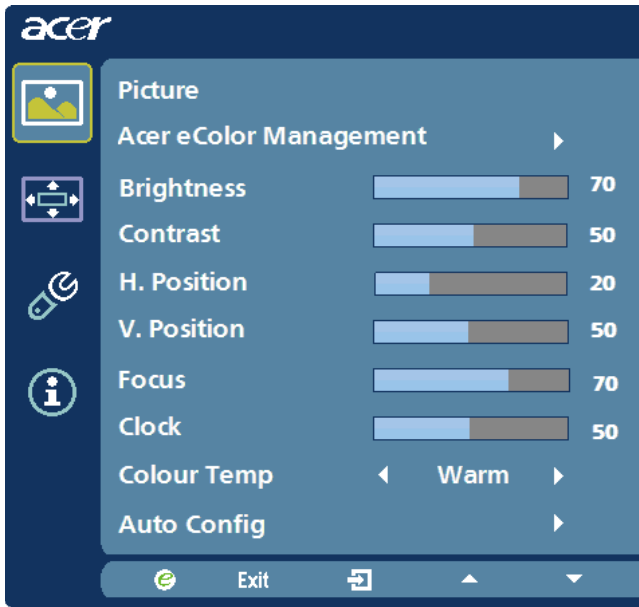 acer
Picture
Acer eColor Management
Brightness 70
Contrast 50
H. Position 20
V. Position 50
Focus 70
Clock 50
Colour Temp Warm
Auto Config
e Exit